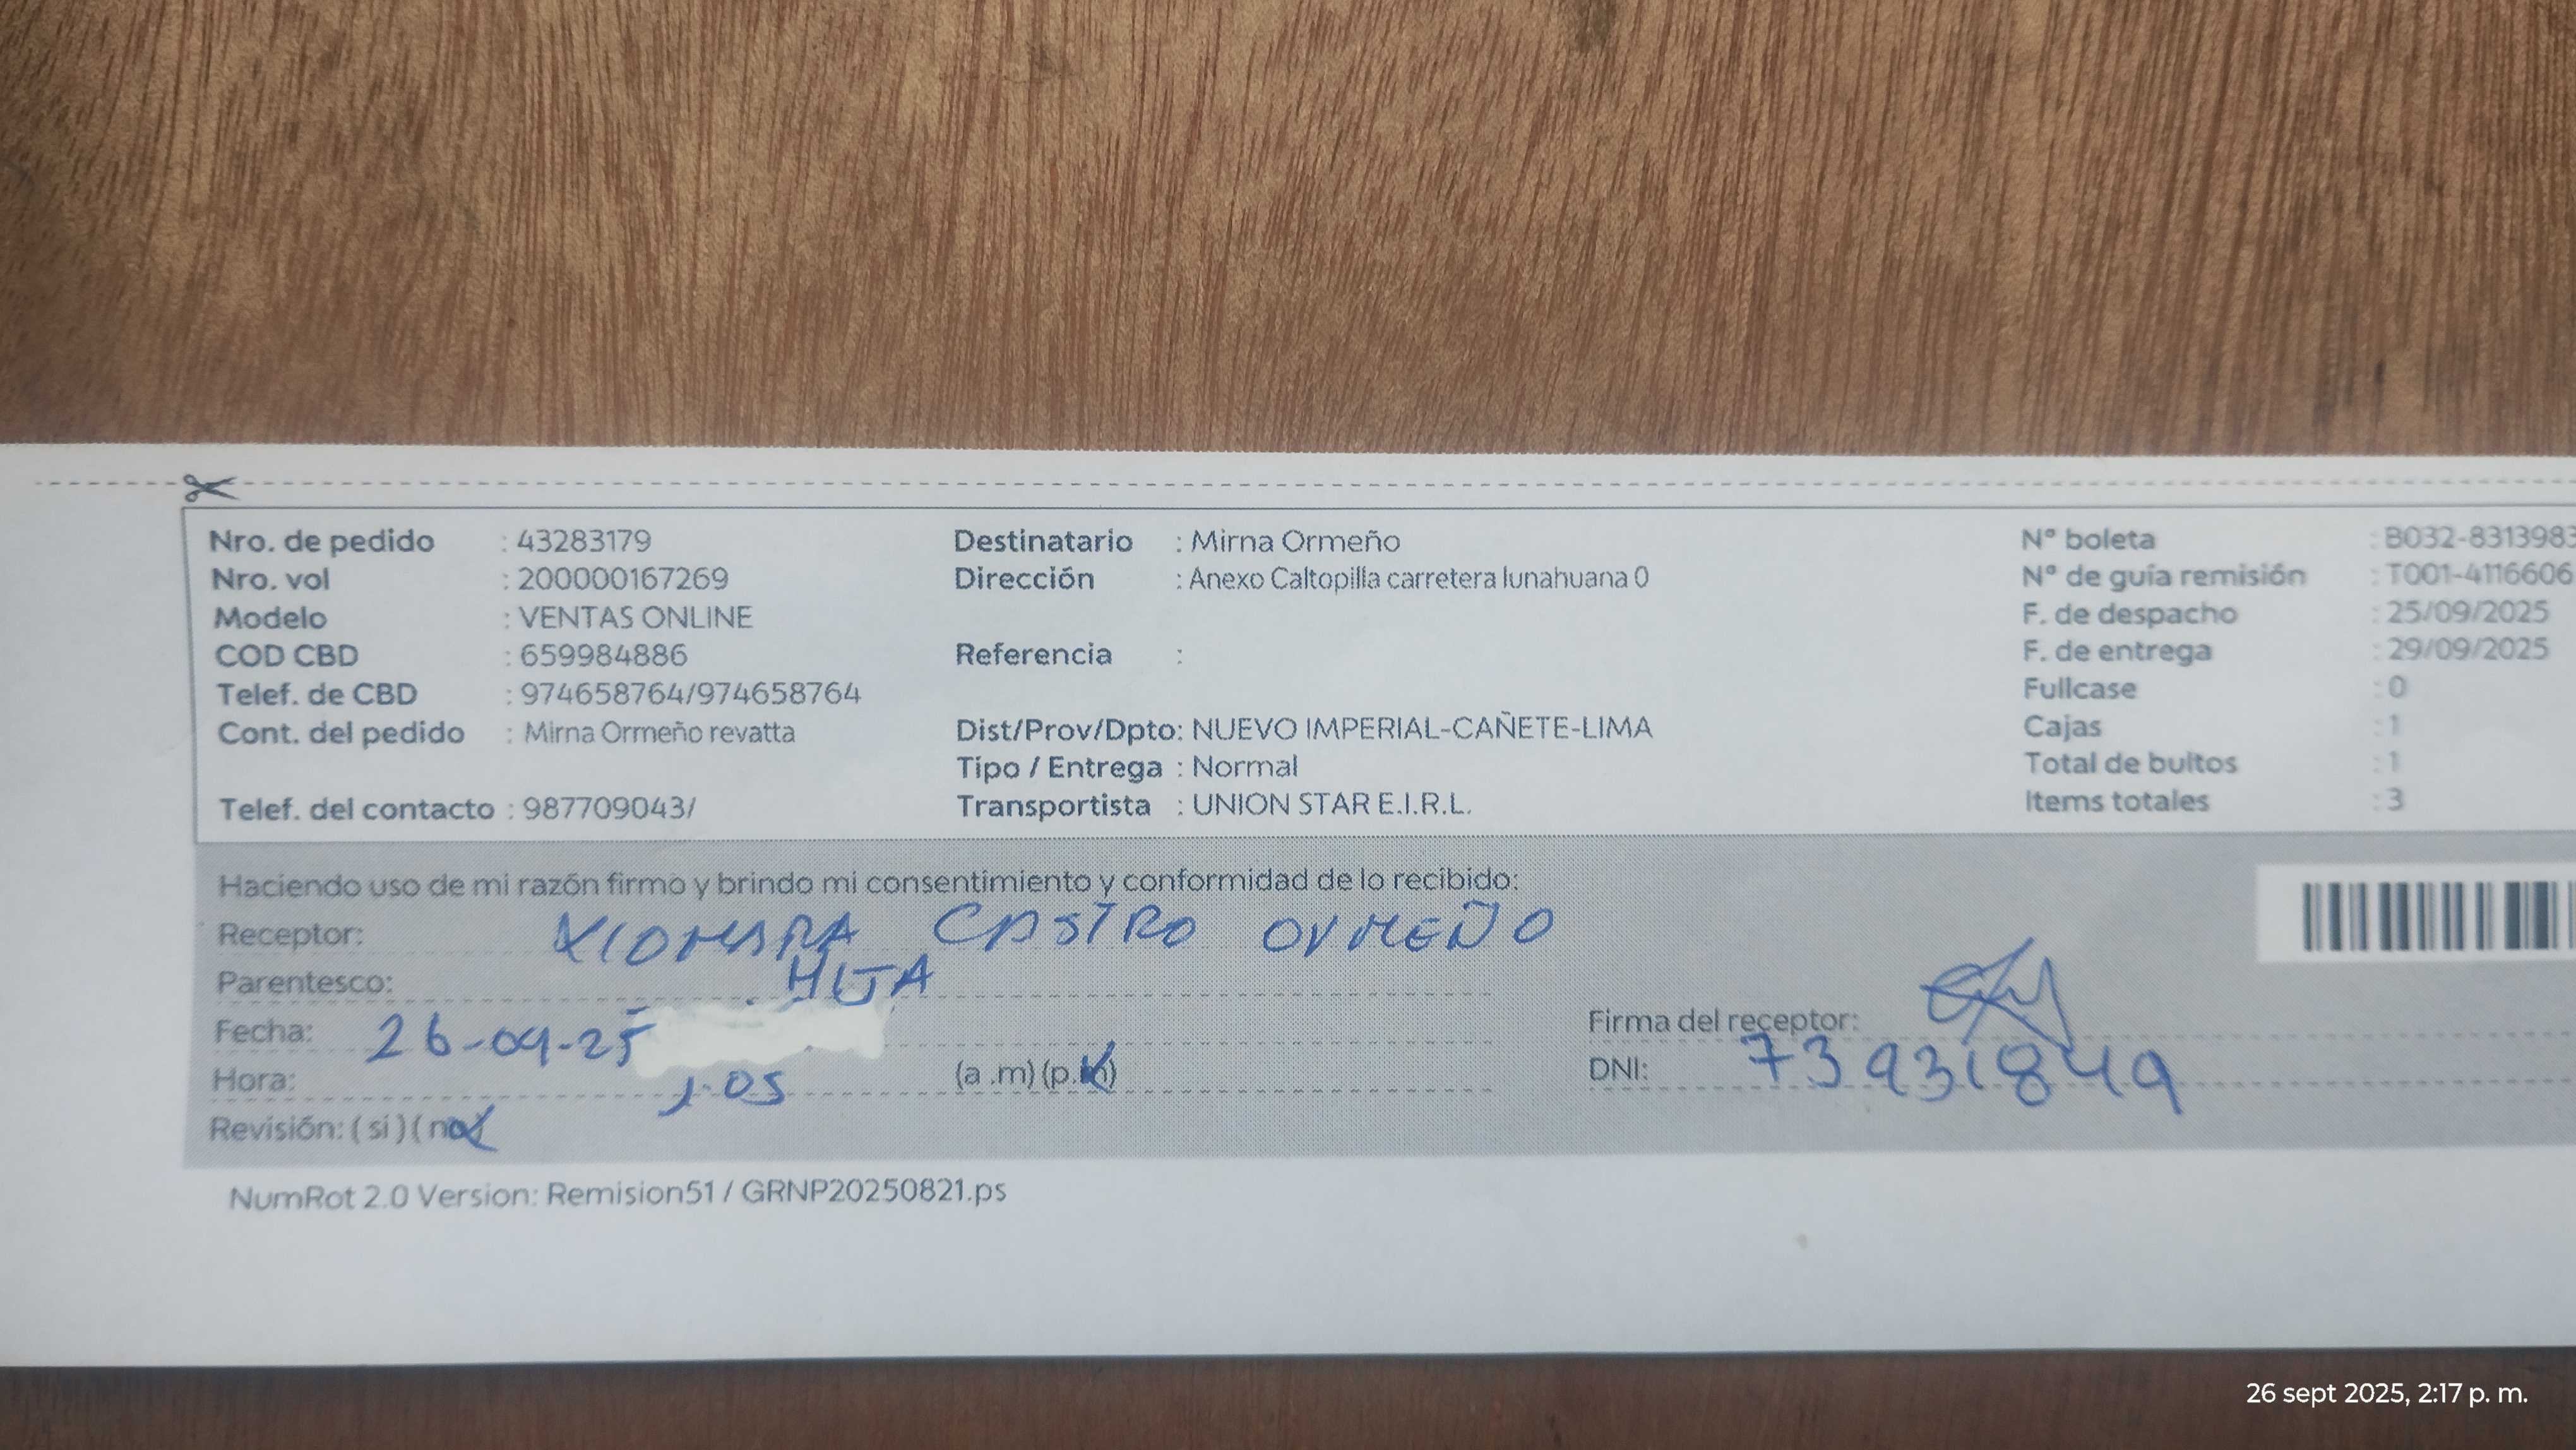 Nro. de pedido : 43283179
Nro. vol : 200000167269
Modelo : VENTAS ONLINE
COD CBD : 659984886
Telef. de CBD : 974658764/974658764
Cont. del pedido : Mirna Ormeño revatta
Telef. del contacto : 987709043/
Destinatario : Mirna Ormeño
Dirección : Anexo Caltopilla carretera lunahuana 0
Referencia :
Dist/Prov/Dpto: NUEVO IMPERIAL-CAÑETE-LIMA
Tipo / Entrega : Normal
Transportista : UNION STAR E.I.R.L.
N° boleta : B032-8313983
N° de guía remisión : T001-4116606
F. de despacho : 25/09/2025
F. de entrega : 29/09/2025
Fullcase : 0
Cajas : 1
Total de bultos : 1
Items totales : 3
Haciendo uso de mi razón firmo y brindo mi consentimiento y conformidad de lo recibido:
Receptor: XIOMARA CASTRO ORMEÑO
Parentesco: HIJA
Fecha: 26-09-25
Hora: 1:05 (a .m) (p.m)
Revisión: ( si ) ( no)
Firma del receptor:
DNI: 73931849
NumRot 2.0 Version: Remision51 / GRNP20250821.ps
26 sept 2025, 2:17 p. m.